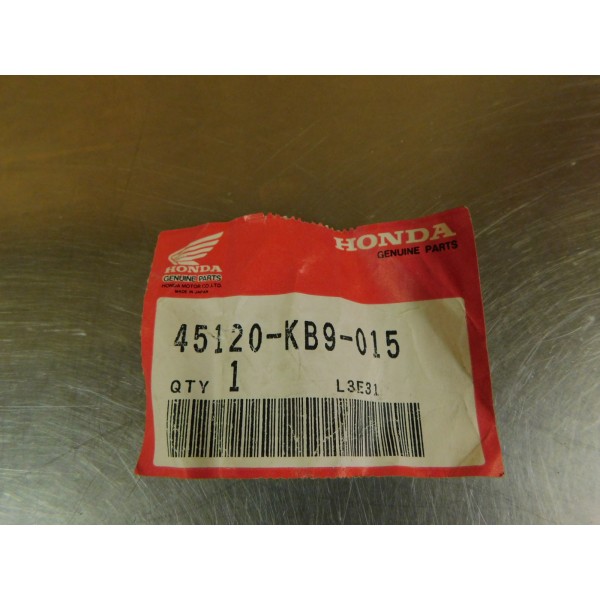 HONDA
GENUINE PARTS
HONDA MOTOR CO.,LTD.
MADE IN JAPAN
HONDA
GENUINE PARTS
45120-KB9-015
QTY 1 L3E31